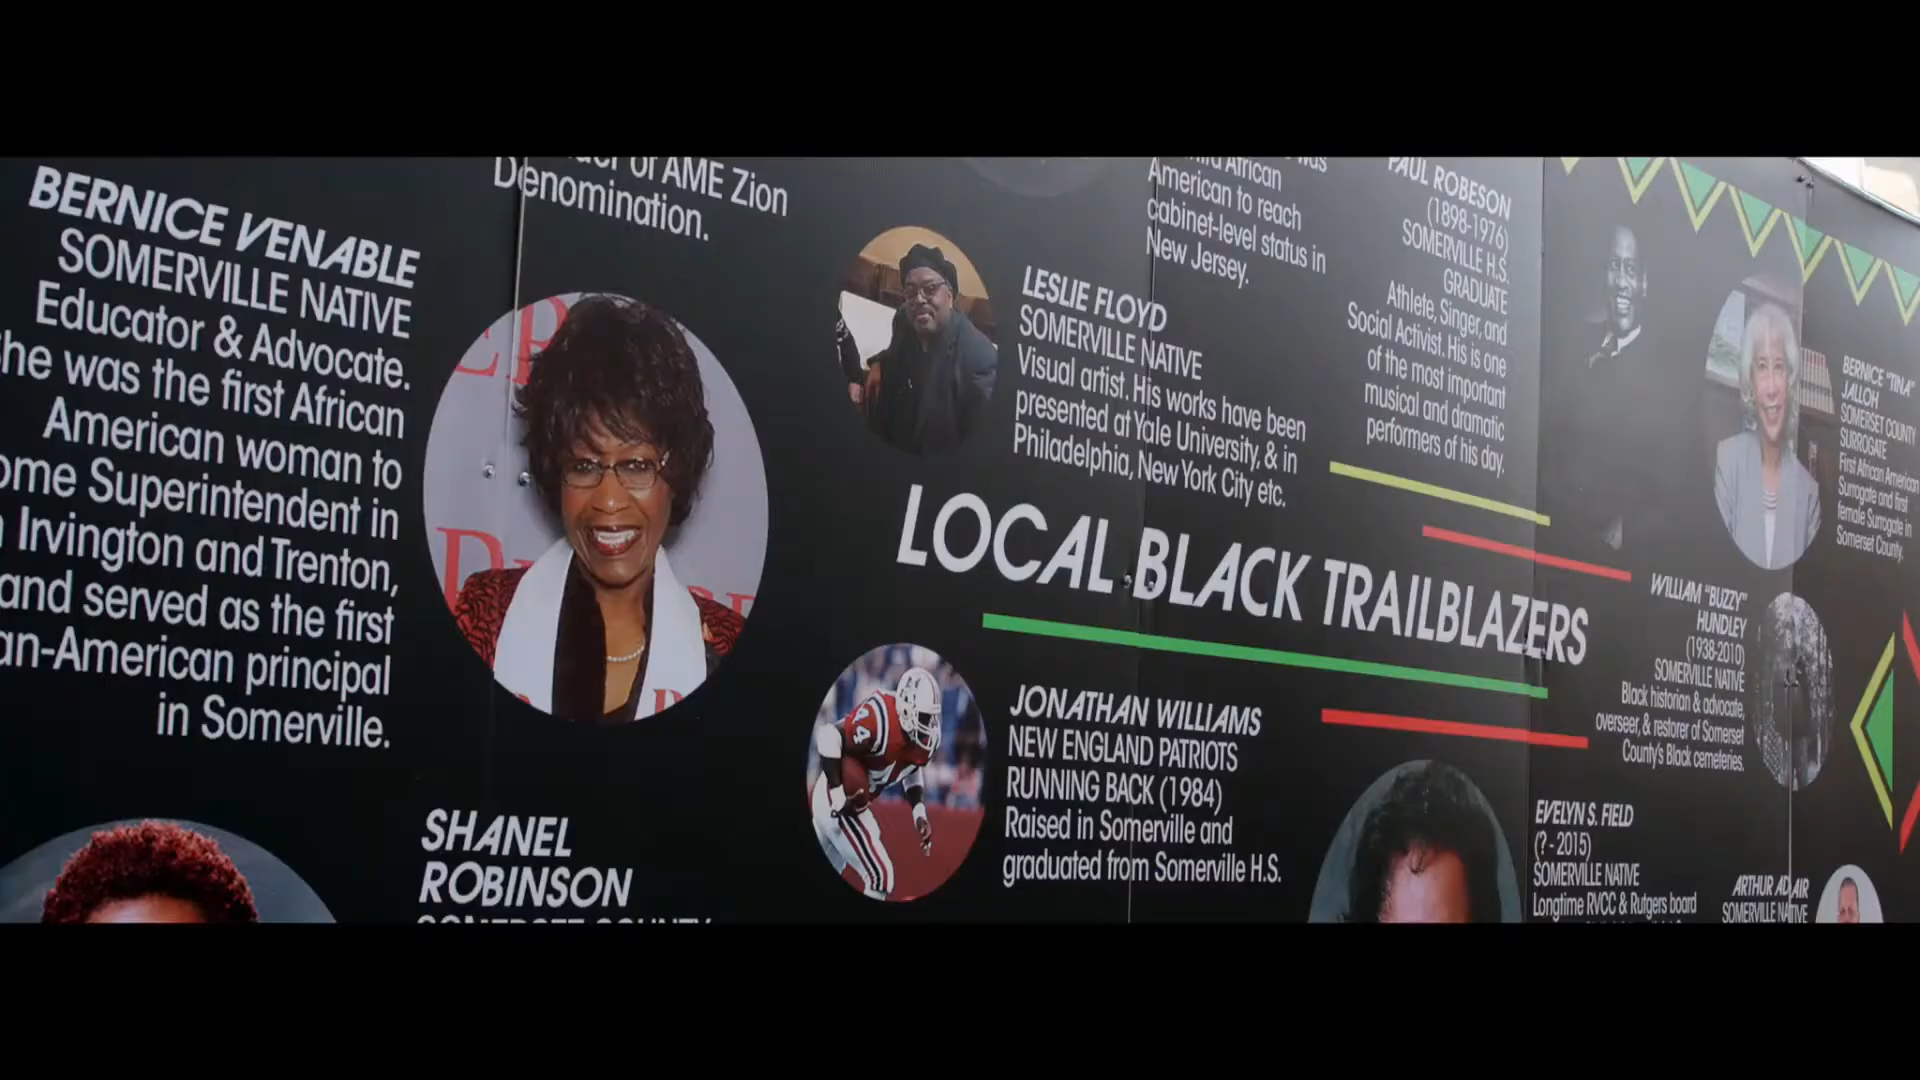 BERNICE VENABLE
SOMERVILLE NATIVE
Educator & Advocate.
he was the first African
American woman to
ome Superintendent in
Irvington and Trenton,
and served as the first
an-American principal
in Somerville.
of AME Zion
Denomination.
SHANEL
ROBINSON
SOMERSET COUNTY
LESLIE FLOYD
SOMERVILLE NATIVE
Visual artist. His works have been
presented at Yale University, & in
Philadelphia, New York City etc.
was
African
American to reach
cabinet-level status in
New Jersey.
PAUL ROBESON
(1898-1976)
SOMERVILLE H.S.
GRADUATE
Athlete, Singer, and
Social Activist. His is one
of the most important
musical and dramatic
performers of his day.
LOCAL BLACK TRAILBLAZERS
44
JONATHAN WILLIAMS
NEW ENGLAND PATRIOTS
RUNNING BACK (1984)
Raised in Somerville and
graduated from Somerville H.S.
BERNICE "TINA"
JALLOH
SOMERSET COUNTY
SURROGATE
First African American
Surrogate and first
female Surrogate in
Somerset County.
WILLIAM "BUZZY"
HUNDLEY
(1938-2010)
SOMERVILLE NATIVE
Black historian & advocate,
overseer, & restorer of Somerset
County's Black cemeteries.
EVELYN S. FIELD
(? - 2015)
SOMERVILLE NATIVE
Longtime RVCC & Rutgers board
ARTHUR ADAIR
SOMERVILLE NATIVE